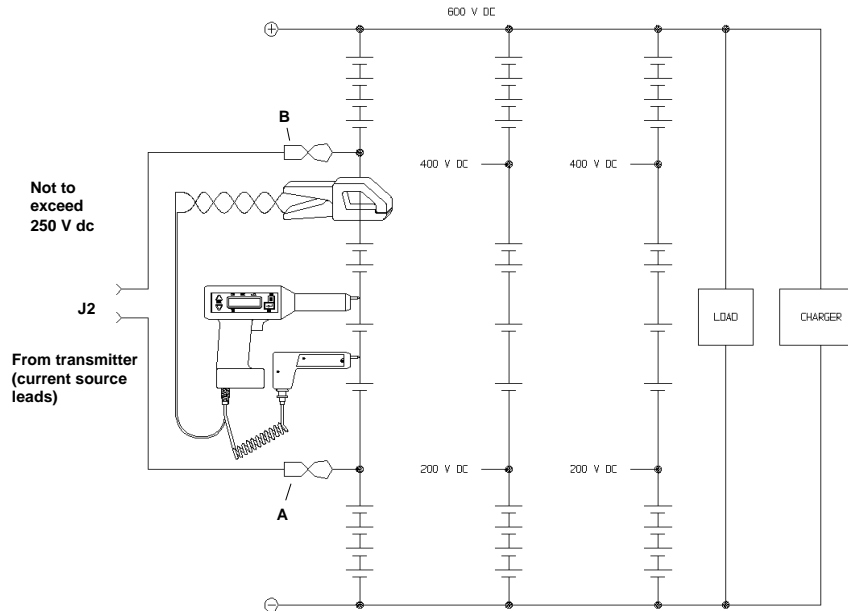 600 V DC
B
400 V DC
400 V DC
Not to
exceed
250 V dc
J2
LOAD
CHARGER
From transmitter
(current source
leads)
200 V DC
200 V DC
A